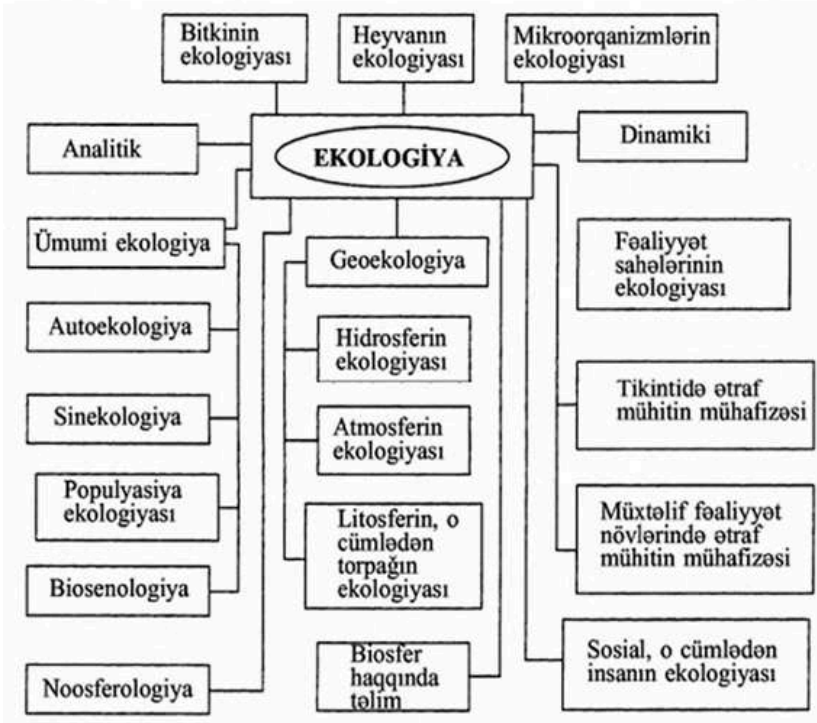 Bitkinin
ekologiyası
Heyvanın
ekologiyası
Mikroorqanizmlərin
ekologiyası
Analitik
EKOLOGİYA
Dinamiki
Ümumi ekologiya
Geoekologiya
Fəaliyyət
sahələrinin
ekologiyası
Autoekologiya
Hidrosferin
ekologiyası
Tikintidə ətraf
mühitin mühafizəsi
Sinekologiya
Atmosferin
ekologiyası
Populyasiya
ekologiyası
Litosferin, o
cümlədən
torpağın
ekologiyası
Müxtəlif fəaliyyət
növlərində ətraf
mühitin mühafizəsi
Biosenologiya
Noosferologiya
Biosfer
haqqında
təlim
Sosial, o cümlədən
insanın ekologiyası